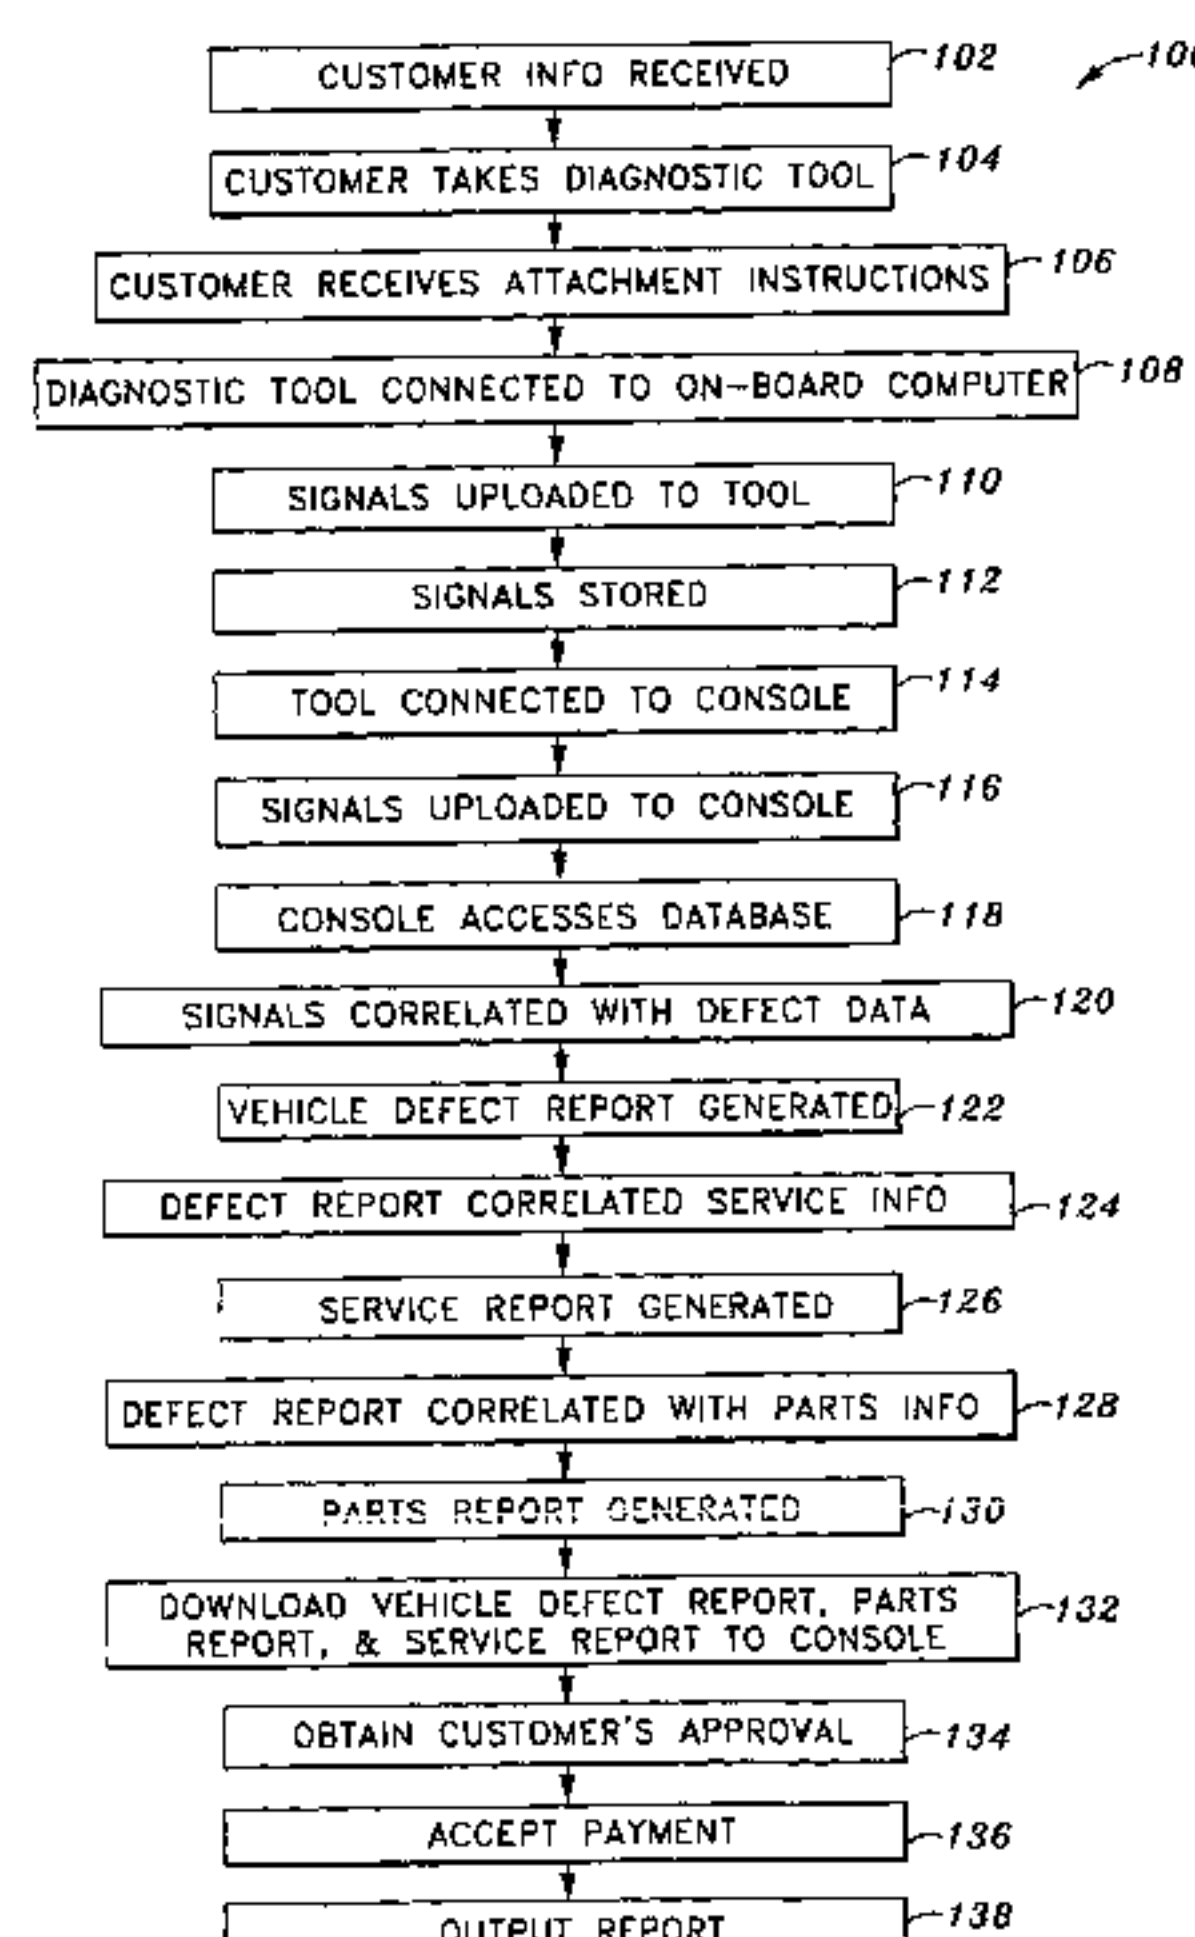 CUSTOMER INFO RECEIVED
102
CUSTOMER TAKES DIAGNOSTIC TOOL
104
CUSTOMER RECEIVES ATTACHMENT INSTRUCTIONS
106
DIAGNOSTIC TOOL CONNECTED TO ON-BOARD COMPUTER
108
SIGNALS UPLOADED TO TOOL
110
SIGNALS STORED
112
TOOL CONNECTED TO CONSOLE
114
SIGNALS UPLOADED TO CONSOLE
116
CONSOLE ACCESSES DATABASE
118
SIGNALS CORRELATED WITH DEFECT DATA
120
VEHICLE DEFECT REPORT GENERATED
122
DEFECT REPORT CORRELATED SERVICE INFO
124
SERVICE REPORT GENERATED
126
DEFECT REPORT CORRELATED WITH PARTS INFO
128
PARTS REPORT GENERATED
130
DOWNLOAD VEHICLE DEFECT REPORT, PARTS
REPORT, & SERVICE REPORT TO CONSOLE
132
OBTAIN CUSTOMER'S APPROVAL
134
ACCEPT PAYMENT
136
OUTPUT REPORT
138